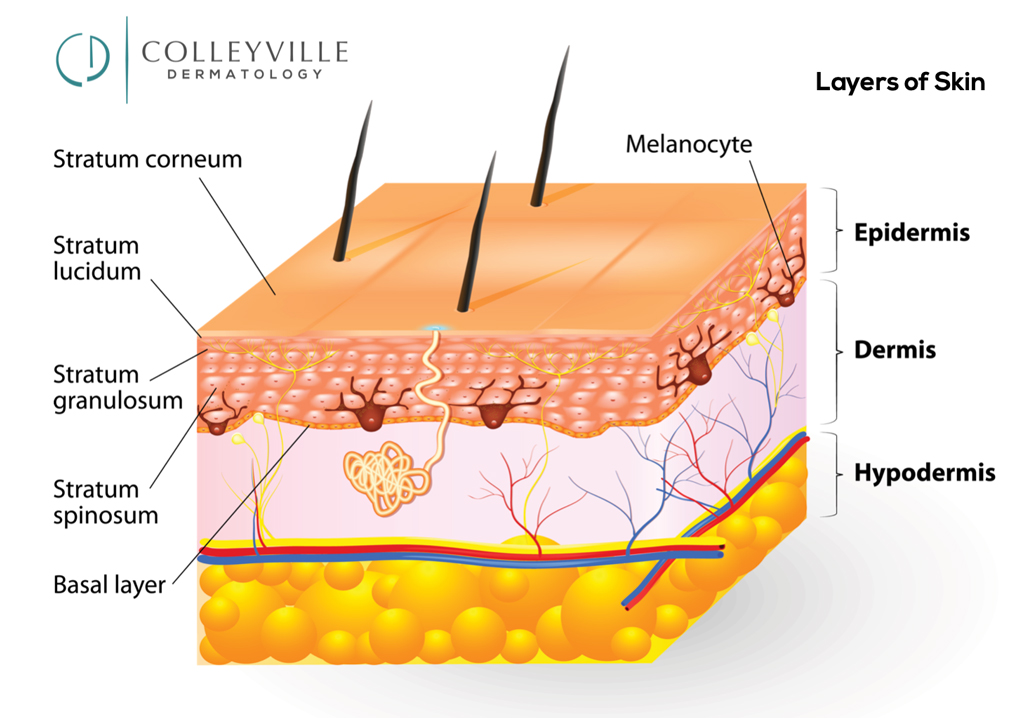 COLLEYVILLE
DERMATOLOGY
Layers of Skin
Stratum corneum
Melanocyte
Stratum
lucidum
Epidermis
Stratum
granulosum
Dermis
Hypodermis
Stratum
spinosum
Basal layer